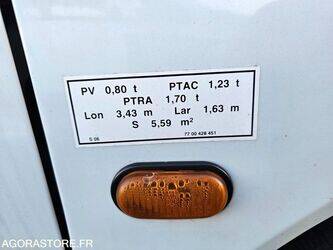 PV 0,80 t PTAC 1,23 t
PTRA 1,70 t
Lon 3,43 m Lar 1,63 m
S 5,59 m²
S 06 77 00 428 451
AGORASTORE.FR